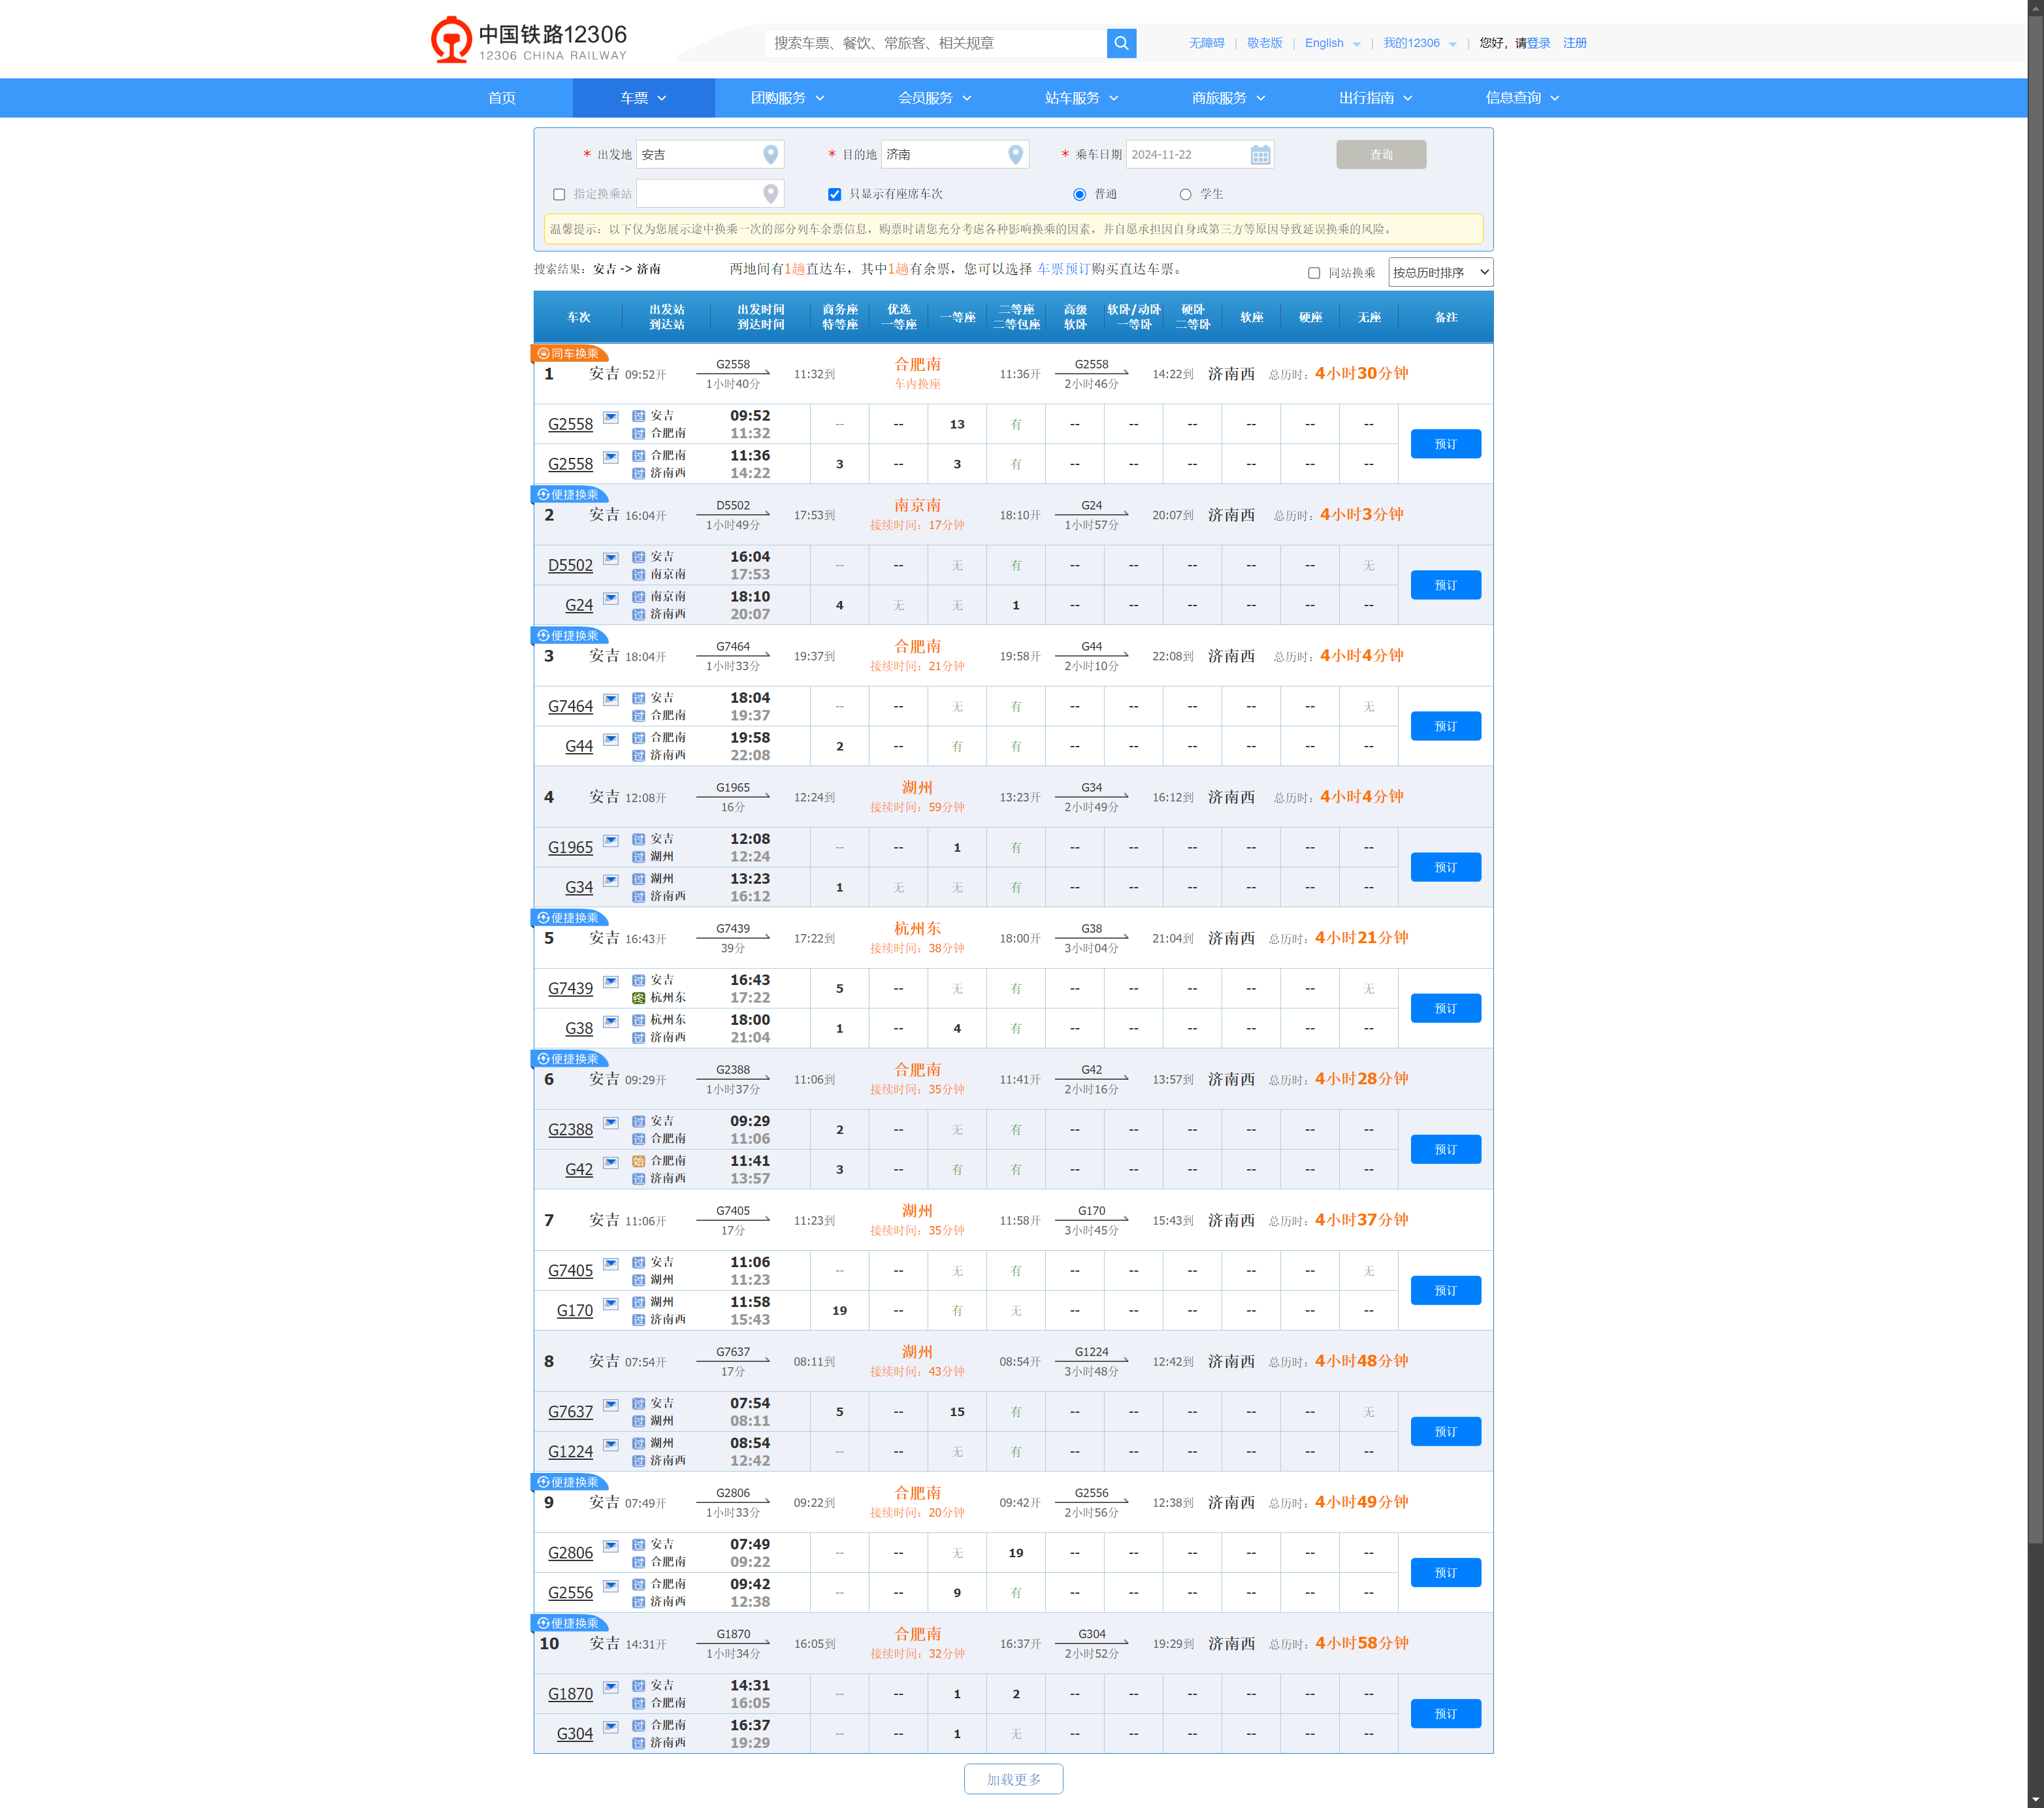 中国铁路12306
12306 CHINA RAILWAY
搜索车票、餐饮、常旅客、相关规章
无障碍 | 敬老版 | English | 我的12306 | 您好，请登录 注册
首页 车票 团购服务 会员服务 站车服务 商旅服务 出行指南 信息查询
* 出发地 安吉 * 目的地 济南 * 乘车日期 2024-11-22 查询
指定换乘站 只显示有座席车次 普通 学生
温馨提示：以下仅为您展示途中换乘一次的部分列车余票信息，购票时请您充分考虑各种影响换乘的因素，并自愿承担因自身或第三方等原因导致延误换乘的风险。
搜索结果：安吉 -> 济南 两地间有1趟直达车，其中1趟有余票，您可以选择 车票预订购买直达车票。 同站换乘 按总历时排序
车次 出发站 出发时间 商务座 优选 一等座 二等座 高级 软卧/动卧 硬卧 软座 硬座 无座 备注
到达站 到达时间 特等座 一等座 二等包座 软卧 一等卧 二等卧
同车换乘
1 安吉 09:52开 G2558 1小时40分 11:32到 合肥南 车内换座 11:36开 G2558 2小时46分 14:22到 济南西 总历时：4小时30分钟
G2558 过 安吉 09:52 -- -- 13 有 -- -- -- -- -- --
过 合肥南 11:32
预订
G2558 过 合肥南 11:36 3 -- 3 有 -- -- -- -- -- --
过 济南西 14:22
便捷换乘
2 安吉 16:04开 D5502 1小时49分 17:53到 南京南 接续时间：17分钟 18:10开 G24 1小时57分 20:07到 济南西 总历时：4小时3分钟
D5502 过 安吉 16:04 -- -- 无 有 -- -- -- -- -- 无
过 南京南 17:53
预订
G24 过 南京南 18:10 4 无 无 1 -- -- -- -- -- --
过 济南西 20:07
便捷换乘
3 安吉 18:04开 G7464 1小时33分 19:37到 合肥南 接续时间：21分钟 19:58开 G44 2小时10分 22:08到 济南西 总历时：4小时4分钟
G7464 过 安吉 18:04 -- -- 无 有 -- -- -- -- -- 无
过 合肥南 19:37
预订
G44 过 合肥南 19:58 2 -- 有 有 -- -- -- -- -- --
过 济南西 22:08
4 安吉 12:08开 G1965 16分 12:24到 湖州 接续时间：59分钟 13:23开 G34 2小时49分 16:12到 济南西 总历时：4小时4分钟
G1965 过 安吉 12:08 -- -- 1 有 -- -- -- -- -- --
过 湖州 12:24
预订
G34 过 湖州 13:23 1 无 无 有 -- -- -- -- -- --
过 济南西 16:12
便捷换乘
5 安吉 16:43开 G7439 39分 17:22到 杭州东 接续时间：38分钟 18:00开 G38 3小时04分 21:04到 济南西 总历时：4小时21分钟
G7439 过 安吉 16:43 5 -- 无 有 -- -- -- -- -- 无
终 杭州东 17:22
预订
G38 过 杭州东 18:00 1 -- 4 有 -- -- -- -- -- --
过 济南西 21:04
便捷换乘
6 安吉 09:29开 G2388 1小时37分 11:06到 合肥南 接续时间：35分钟 11:41开 G42 2小时16分 13:57到 济南西 总历时：4小时28分钟
G2388 过 安吉 09:29 2 -- 无 有 -- -- -- -- -- --
过 合肥南 11:06
预订
G42 始 合肥南 11:41 3 -- 有 有 -- -- -- -- -- --
过 济南西 13:57
7 安吉 11:06开 G7405 17分 11:23到 湖州 接续时间：35分钟 11:58开 G170 3小时45分 15:43到 济南西 总历时：4小时37分钟
G7405 过 安吉 11:06 -- -- 无 有 -- -- -- -- -- 无
过 湖州 11:23
预订
G170 过 湖州 11:58 19 -- 有 无 -- -- -- -- -- --
过 济南西 15:43
8 安吉 07:54开 G7637 17分 08:11到 湖州 接续时间：43分钟 08:54开 G1224 3小时48分 12:42到 济南西 总历时：4小时48分钟
G7637 过 安吉 07:54 5 -- 15 有 -- -- -- -- -- 无
过 湖州 08:11
预订
G1224 过 湖州 08:54 -- -- 无 有 -- -- -- -- -- --
过 济南西 12:42
便捷换乘
9 安吉 07:49开 G2806 1小时33分 09:22到 合肥南 接续时间：20分钟 09:42开 G2556 2小时56分 12:38到 济南西 总历时：4小时49分钟
G2806 过 安吉 07:49 -- -- 无 19 -- -- -- -- -- --
过 合肥南 09:22
预订
G2556 过 合肥南 09:42 -- -- 9 有 -- -- -- -- -- --
过 济南西 12:38
便捷换乘
10 安吉 14:31开 G1870 1小时34分 16:05到 合肥南 接续时间：32分钟 16:37开 G304 2小时52分 19:29到 济南西 总历时：4小时58分钟
G1870 过 安吉 14:31 -- -- 1 2 -- -- -- -- -- --
过 合肥南 16:05
预订
G304 过 合肥南 16:37 -- -- 1 无 -- -- -- -- -- --
过 济南西 19:29
加载更多